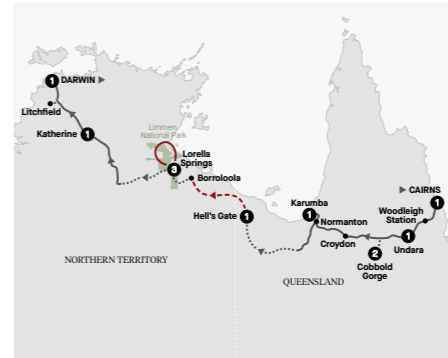 1 DARWIN
Litchfield
Katherine 1
Limmen
National Park
Lorella
Springs
3
Borroloola
Hell's Gate 1
Karumba
1
Normanton
Croydon
CAIRNS
1
Woodleigh
Station
1
Undara
2
Cobbold
Gorge
NORTHERN TERRITORY
QUEENSLAND